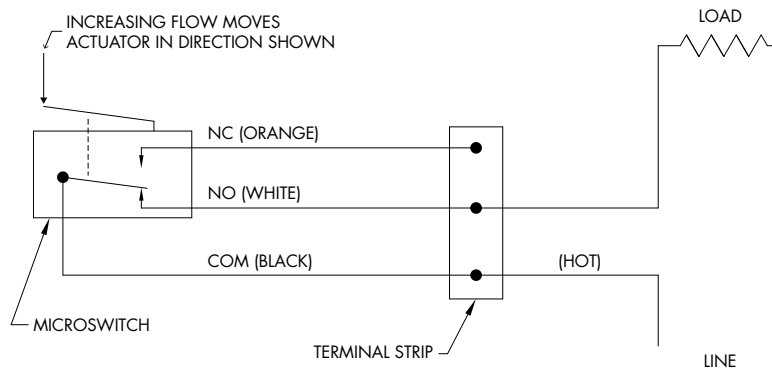 INCREASING FLOW MOVES
ACTUATOR IN DIRECTION SHOWN
LOAD
NC (ORANGE)
NO (WHITE)
COM (BLACK)
(HOT)
MICROSWITCH
TERMINAL STRIP
LINE